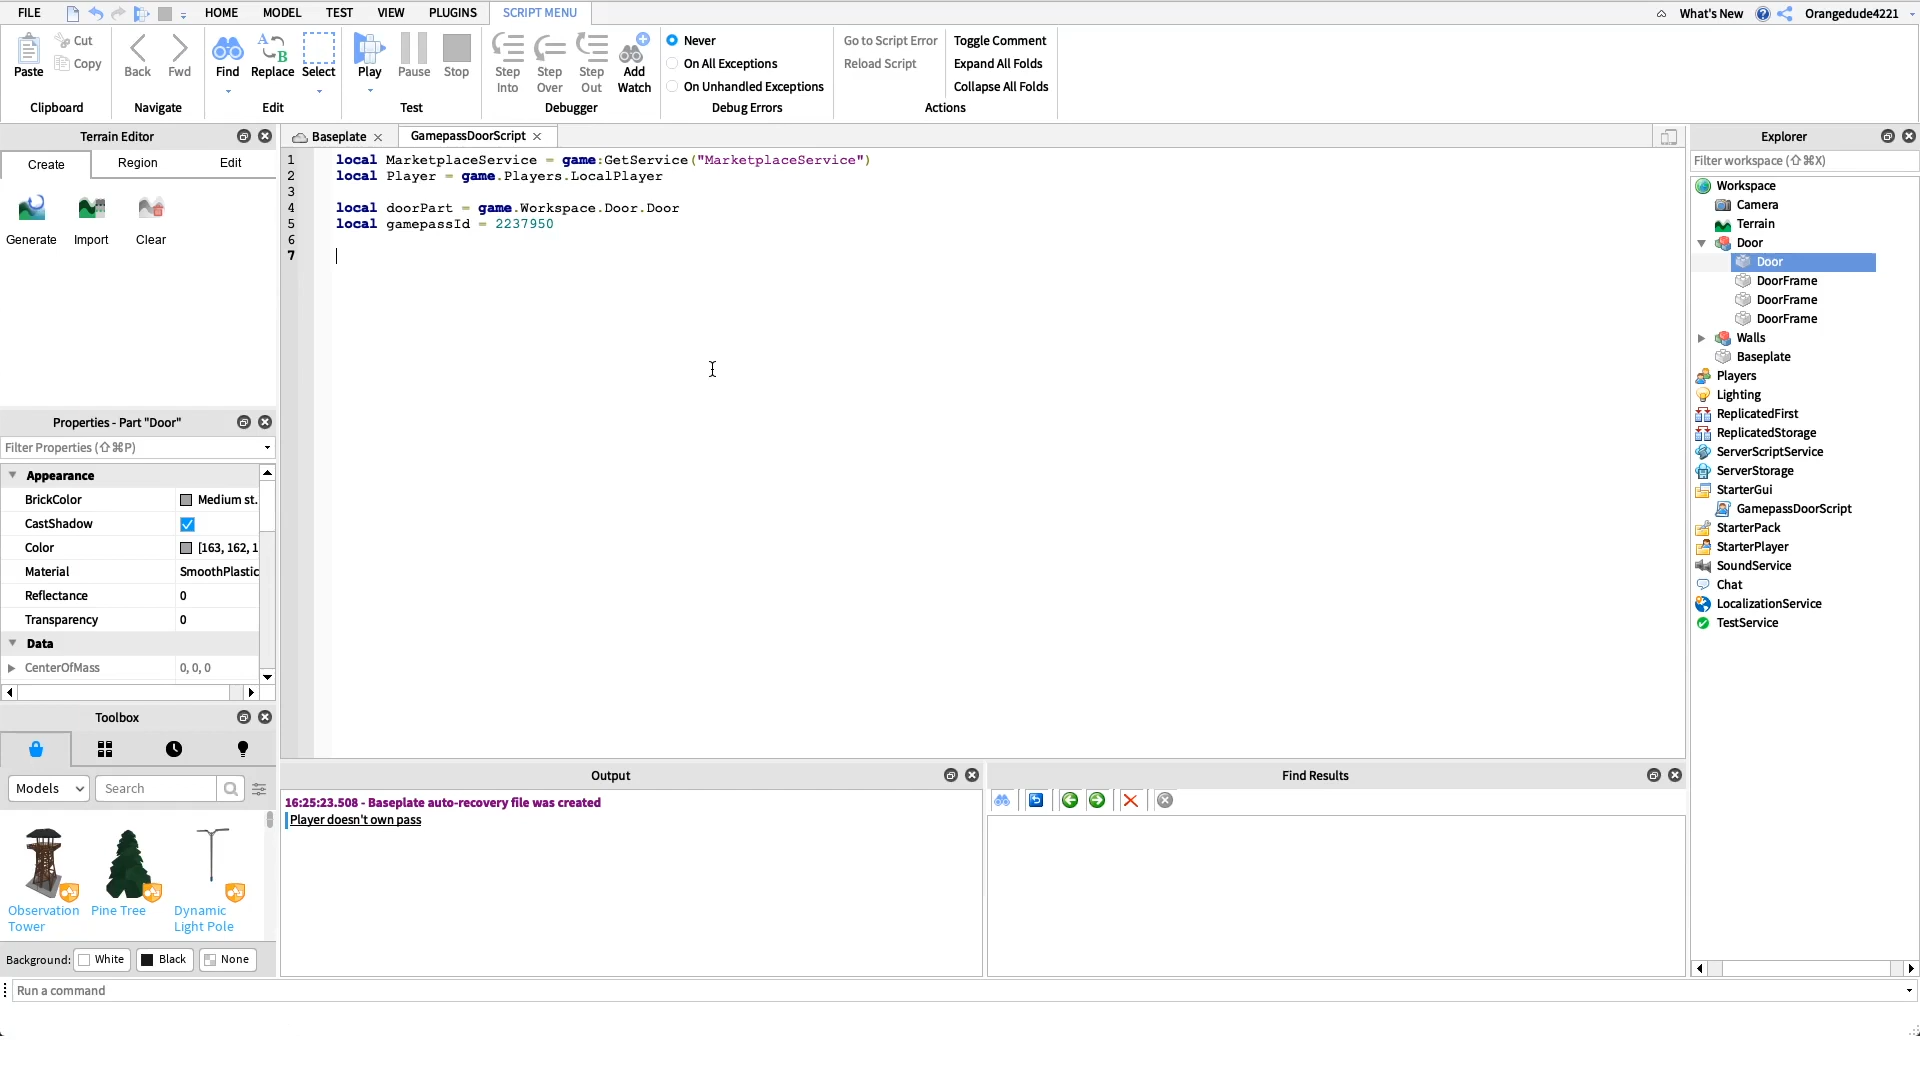 FILE HOME MODEL TEST VIEW PLUGINS SCRIPT MENU What's New Orangedude4221
Paste Cut Copy
Clipboard
Back Fwd
Navigate
Find Replace Select
Edit
Play Pause Stop
Test
Step Into Step Over Step Out Add Watch
Debugger
Never
On All Exceptions
On Unhandled Exceptions
Debug Errors
Go to Script Error Toggle Comment
Reload Script Expand All Folds
Collapse All Folds
Actions
Terrain Editor
Create Region Edit
Generate Import Clear
Properties - Part "Door"
Filter Properties (⇧⌘P)
Appearance
BrickColor Medium st.
CastShadow
Color [163, 162, 1
Material SmoothPlastic
Reflectance 0
Transparency 0
Data
CenterOfMass 0, 0, 0
Toolbox
Models Search
Observation Tower
Pine Tree
Dynamic Light Pole
Background: White Black None
Baseplate GamepassDoorScript
1 local MarketplaceService = game:GetService("MarketplaceService")
2 local Player = game.Players.LocalPlayer
3
4 local doorPart = game.Workspace.Door.Door
5 local gamepassId = 2237950
6
7
Output
16:25:23.508 - Baseplate auto-recovery file was created
Player doesn't own pass
Find Results
Explorer
Filter workspace (⇧⌘X)
Workspace
Camera
Terrain
Door
Door
DoorFrame
DoorFrame
DoorFrame
Walls
Baseplate
Players
Lighting
ReplicatedFirst
ReplicatedStorage
ServerScriptService
ServerStorage
StarterGui
GamepassDoorScript
StarterPack
StarterPlayer
SoundService
Chat
LocalizationService
TestService
Run a command